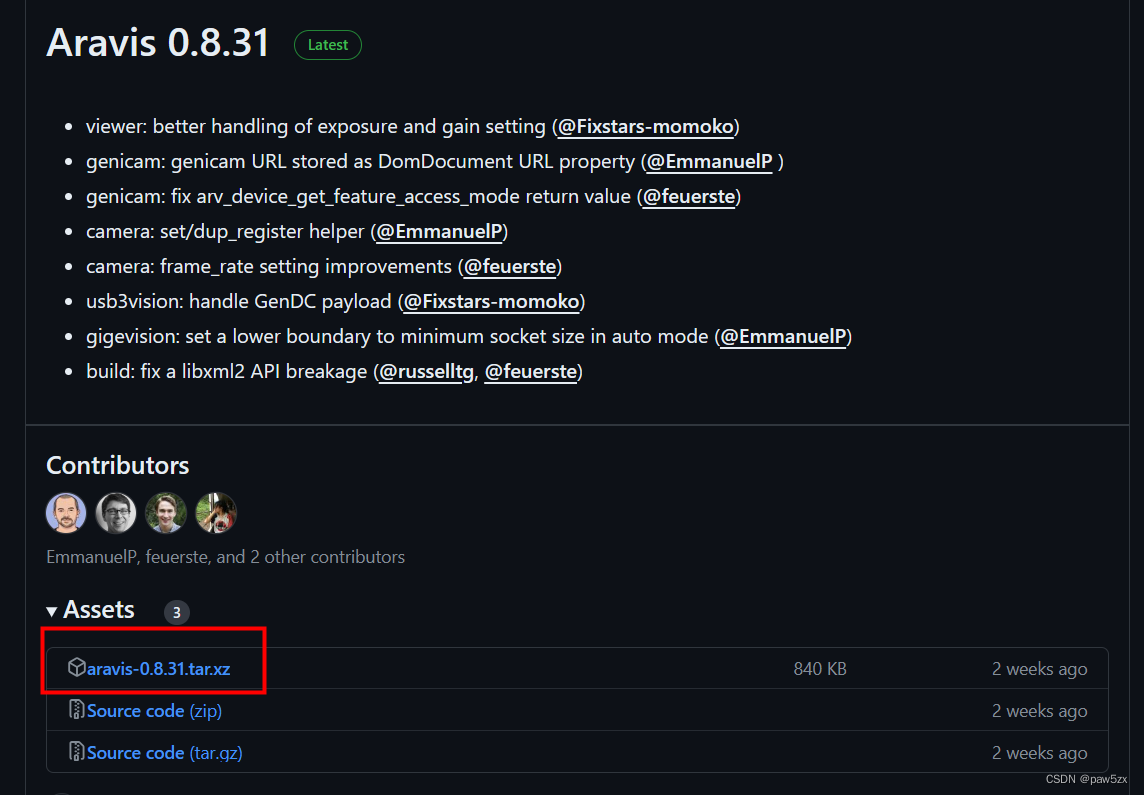 Aravis 0.8.31 Latest
viewer: better handling of exposure and gain setting (@Fixstars-momoko)
genicam: genicam URL stored as DomDocument URL property (@EmmanuelP )
genicam: fix arv_device_get_feature_access_mode return value (@feuerste)
camera: set/dup_register helper (@EmmanuelP)
camera: frame_rate setting improvements (@feuerste)
usb3vision: handle GenDC payload (@Fixstars-momoko)
gigevision: set a lower boundary to minimum socket size in auto mode (@EmmanuelP)
build: fix a libxml2 API breakage (@russelltg, @feuerste)
Contributors
EmmanuelP, feuerste, and 2 other contributors
Assets 3
aravis-0.8.31.tar.xz 840 KB 2 weeks ago
Source code (zip) 2 weeks ago
Source code (tar.gz) 2 weeks ago
CSDN @paw5zx